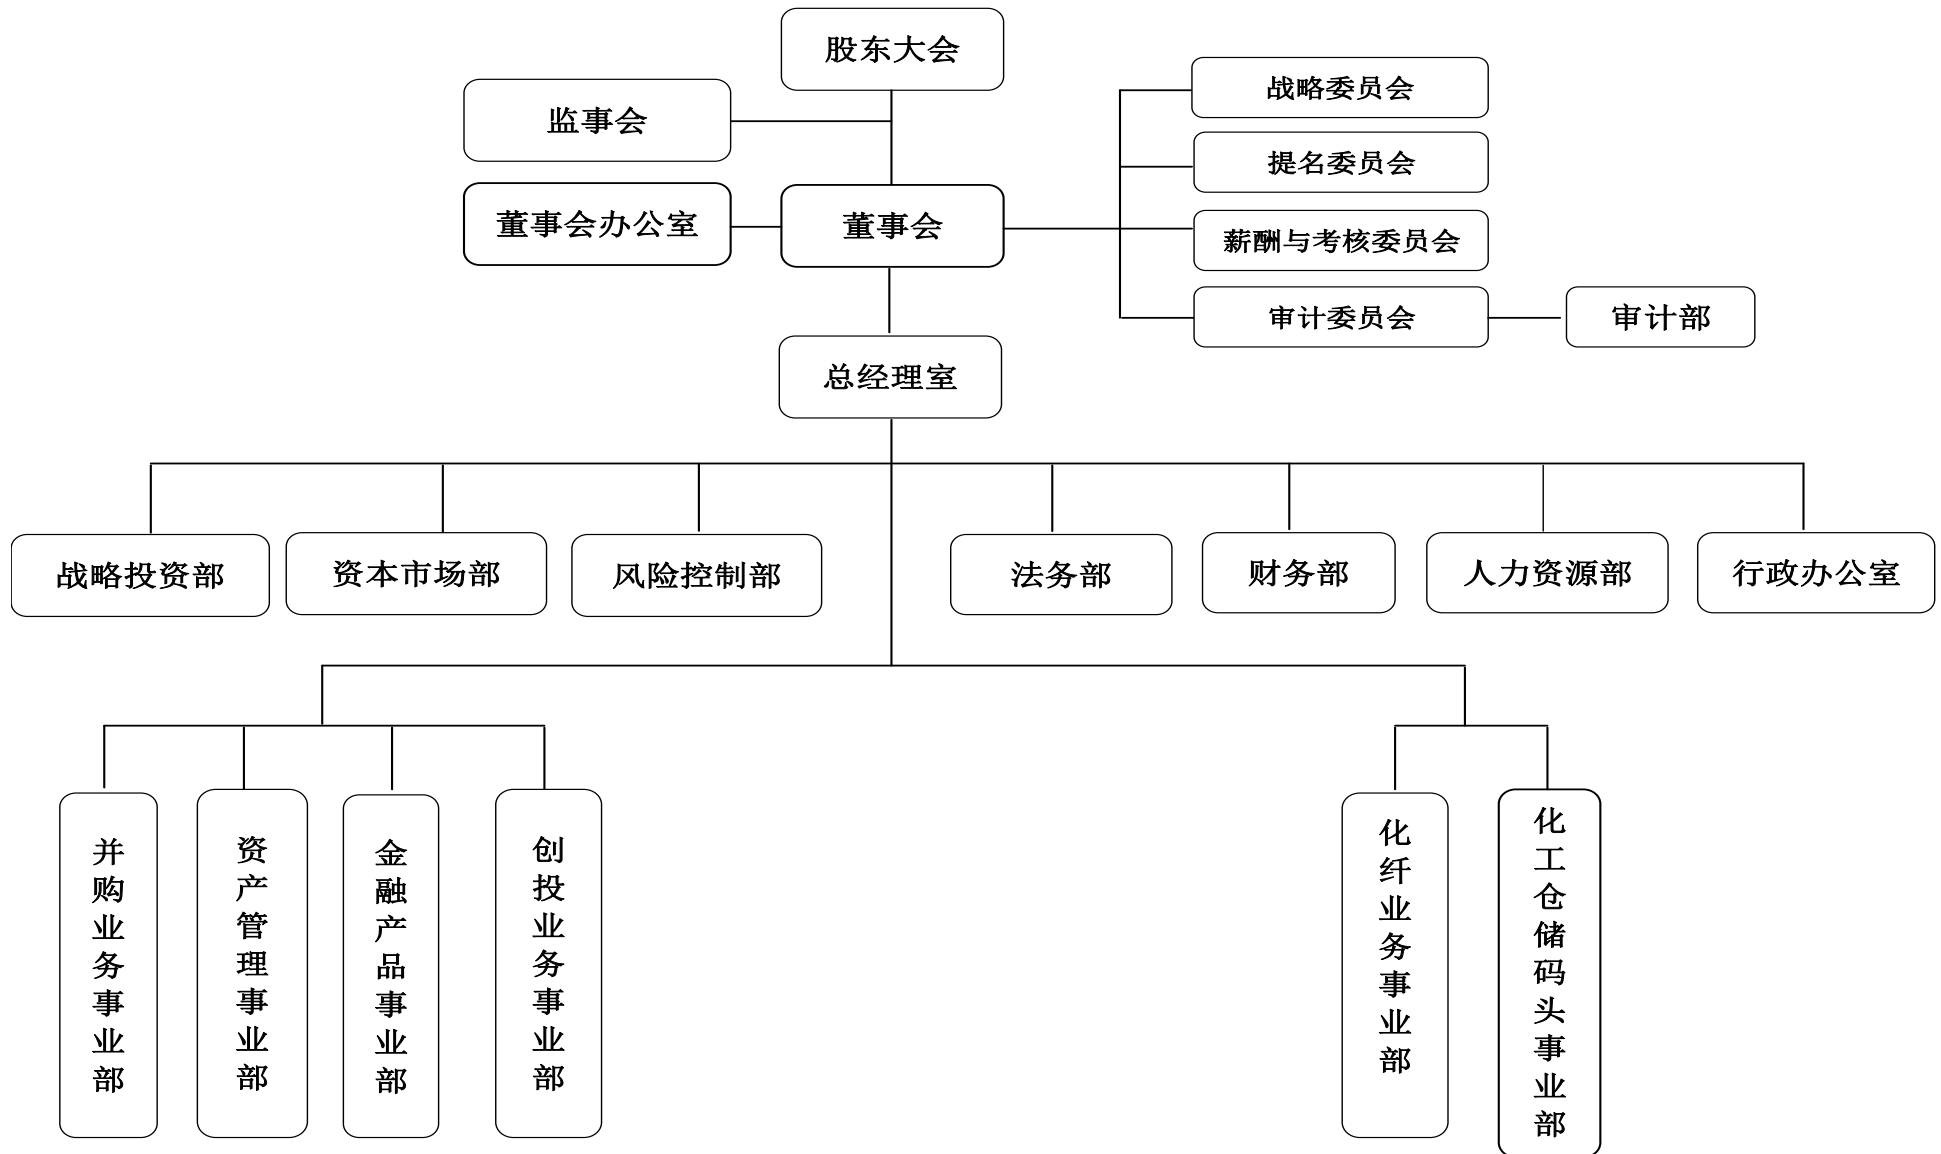 股东大会
监事会
战略委员会
提名委员会
董事会办公室
董事会
薪酬与考核委员会
审计委员会
审计部
总经理室
战略投资部
资本市场部
风险控制部
法务部
财务部
人力资源部
行政办公室
并购业务事业部
资产管理事业部
金融产品事业部
创投业务事业部
化纤业务事业部
化工仓储码头事业部